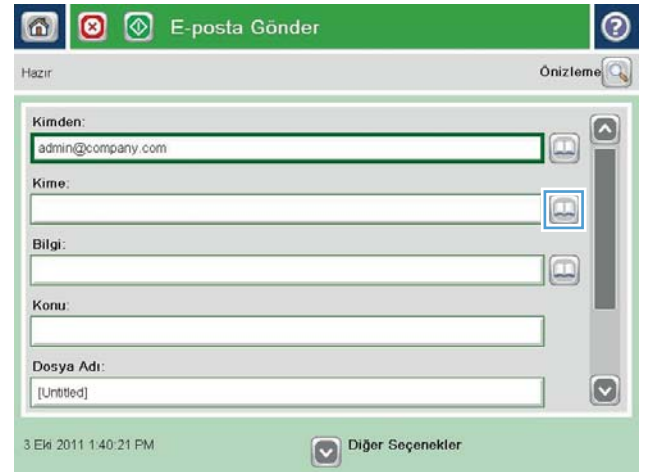 E-posta Gönder
Hazır
Önizleme
Kimden:
admin@company.com
Kime:
Bilgi:
Konu:
Dosya Adı:
[Untitled]
3 Eki 2011 1:40:21 PM
Diğer Seçenekler